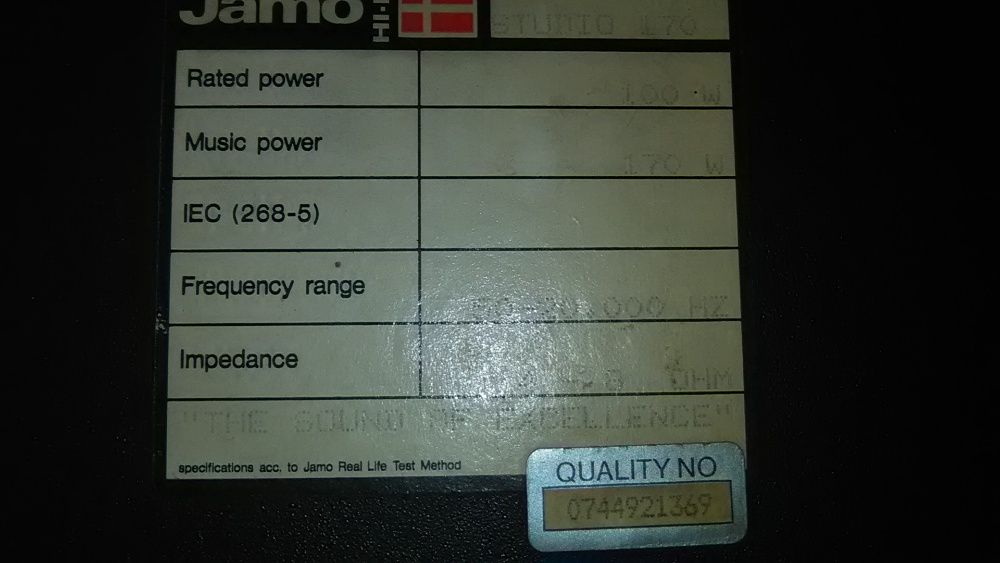 Jamo HI-
STUDIO 170
Rated power 100 W
Music power 170 W
IEC (268-5)
Frequency range 20.000 HZ
Impedance OHM
"THE SOUND OF EXCELLENCE"
specifications acc. to Jamo Real Life Test Method
QUALITY NO
0744921369